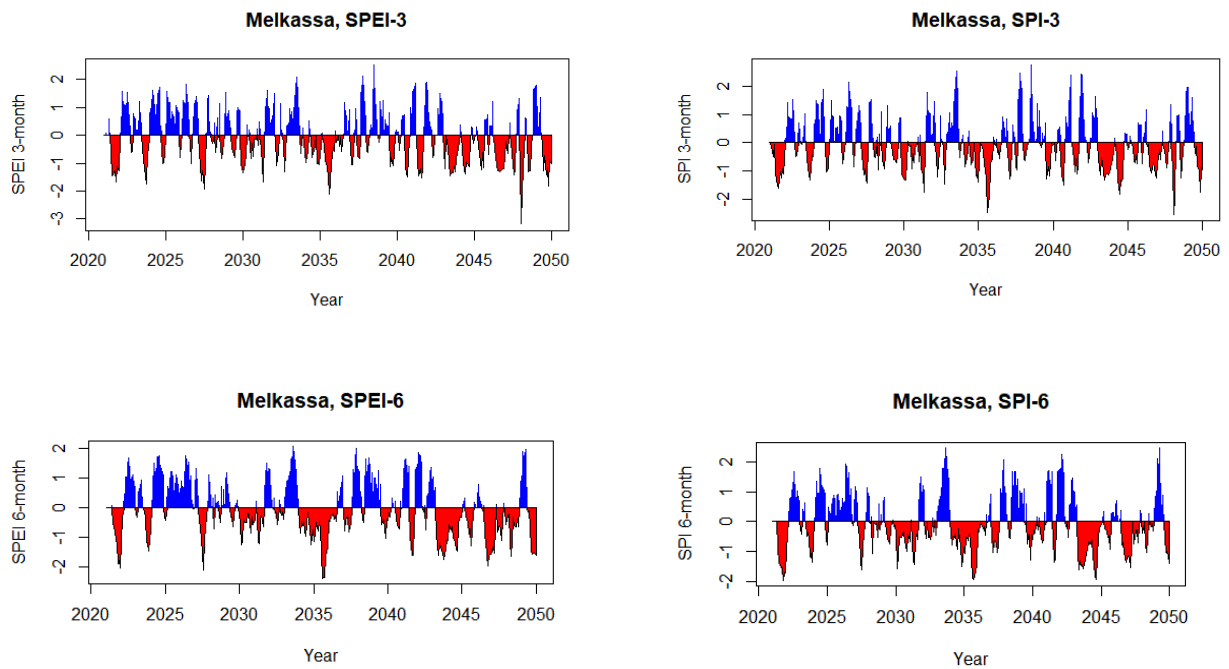 Melkassa, SPEI-3
SPEI 3-month
2
1
0
-1
-2
-3
2020 2025 2030 2035 2040 2045 2050
Year
Melkassa, SPI-3
SPI 3-month
2
1
0
-1
-2
2020 2025 2030 2035 2040 2045 2050
Year
Melkassa, SPEI-6
SPEI 6-month
2
1
0
-1
-2
2020 2025 2030 2035 2040 2045 2050
Year
Melkassa, SPI-6
SPI 6-month
2
1
0
-1
-2
2020 2025 2030 2035 2040 2045 2050
Year